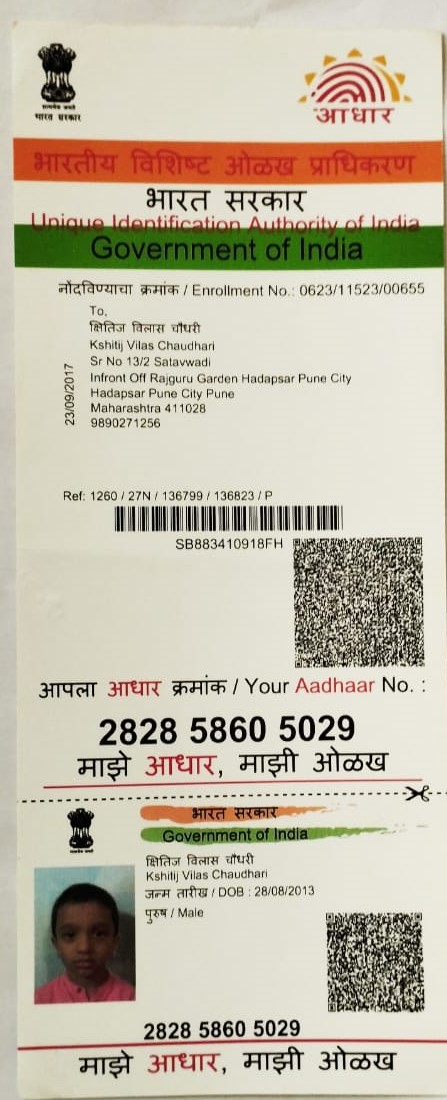 भारत सरकार
आधार
भारतीय विशिष्ट ओळख प्राधिकरण
भारत सरकार
Unique Identification Authority of India
Government of India
नोंदविण्याचा क्रमांक / Enrollment No.: 0623/11523/00655
To,
क्षितिज विलास चौधरी
Kshitij Vilas Chaudhari
Sr No 13/2 Satavwadi
Infront Off Rajguru Garden Hadapsar Pune City
Hadapsar Pune City Pune
Maharashtra 411028
9890271256
23/09/2017
Ref: 1260 / 27N / 136799 / 136823 / P
SB883410918FH
आपला आधार क्रमांक / Your Aadhaar No. :
2828 5860 5029
माझे आधार, माझी ओळख
भारत सरकार
Government of India
क्षितिज विलास चौधरी
Kshitij Vilas Chaudhari
जन्म तारीख / DOB : 28/08/2013
पुरुष / Male
2828 5860 5029
माझे आधार, माझी ओळख